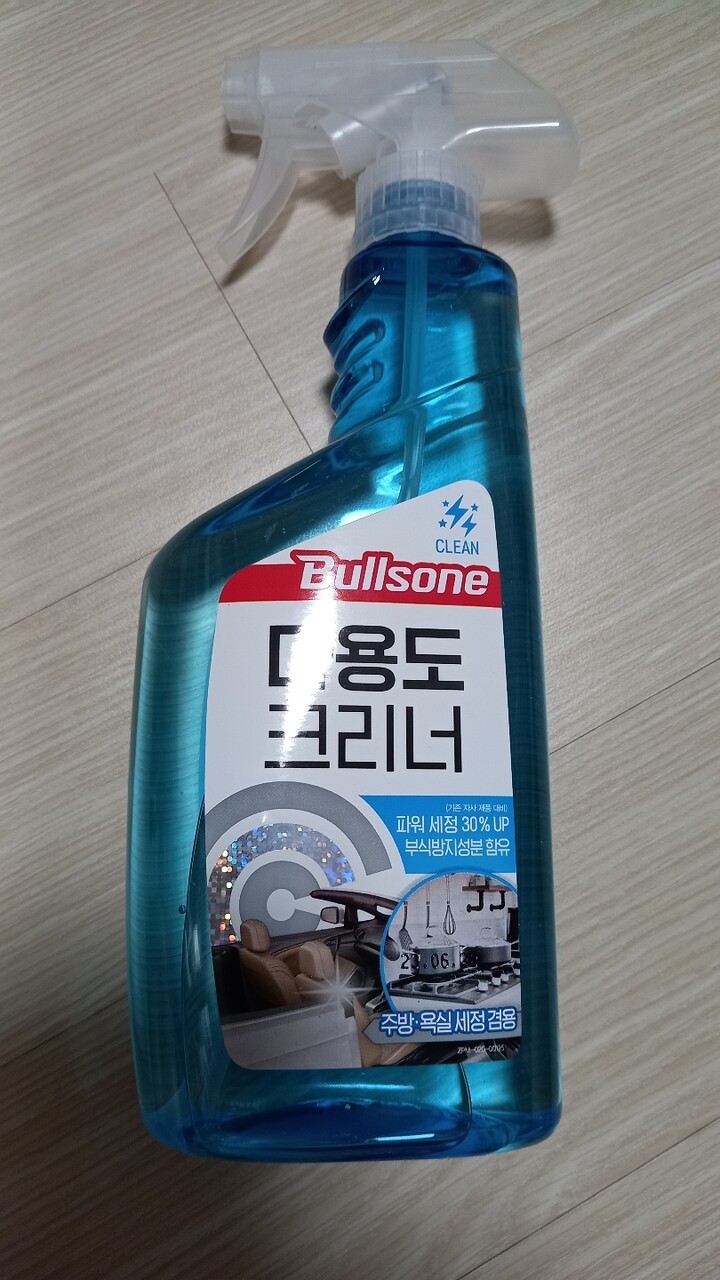 CLEAN
Bullsone
다용도
크리너
(기존 자사 제품 대비)
파워 세정 30% UP
부식방지성분 함유
주방·욕실 세정 겸용